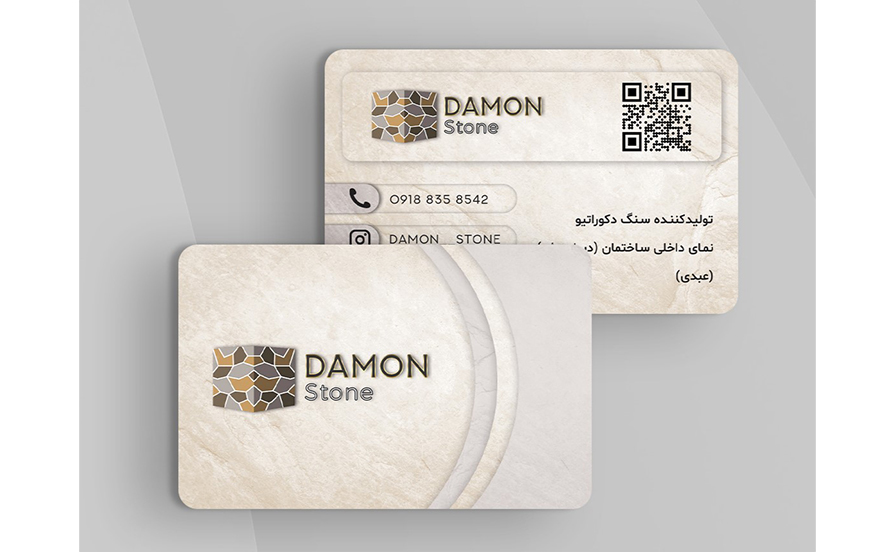 DAMON
Stone
0918 835 8542
DAMON STONE
تولیدکننده سنگ دکوراتیو
نمای داخلی ساختمان
(عبدی)
DAMON
Stone